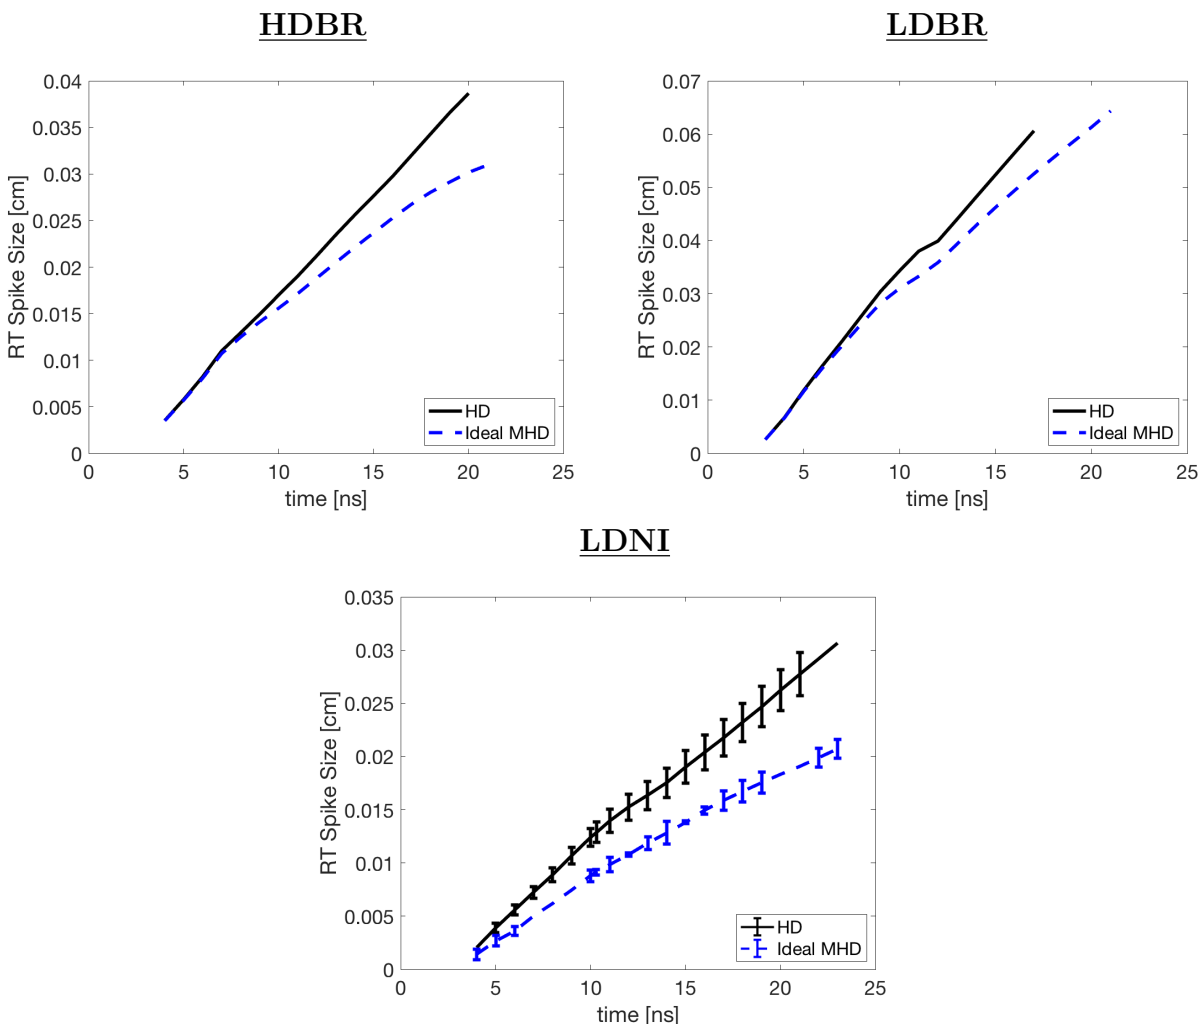 HDBR
0.04
0.035
0.03
0.025
0.02
0.015
0.01
0.005
0
RT Spike Size [cm]
0 5 10 15 20 25
time [ns]
HD
Ideal MHD
LDBR
0.07
0.06
0.05
0.04
0.03
0.02
0.01
0
RT Spike Size [cm]
0 5 10 15 20 25
time [ns]
HD
Ideal MHD
LDNI
0.035
0.03
0.025
0.02
0.015
0.01
0.005
0
RT Spike Size [cm]
0 5 10 15 20 25
time [ns]
HD
Ideal MHD